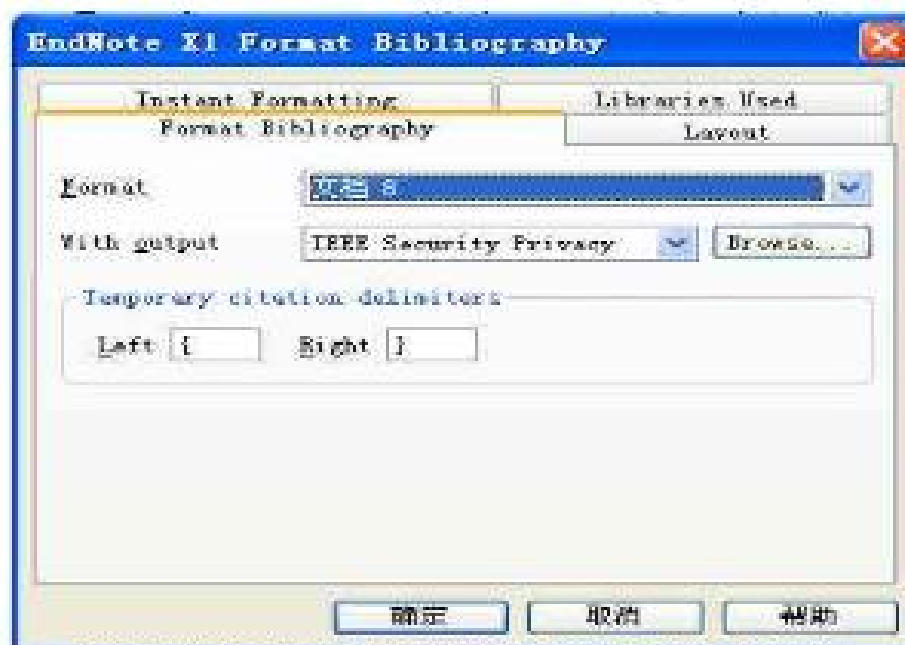 EndNote X1 Format Bibliography
Instant Formatting Libraries Used
Format Bibliography Layout
Format 文档 8
With output IEEE Security Privacy Browse...
Temporary citation delimiters
Left { Right }
确定 取消 帮助